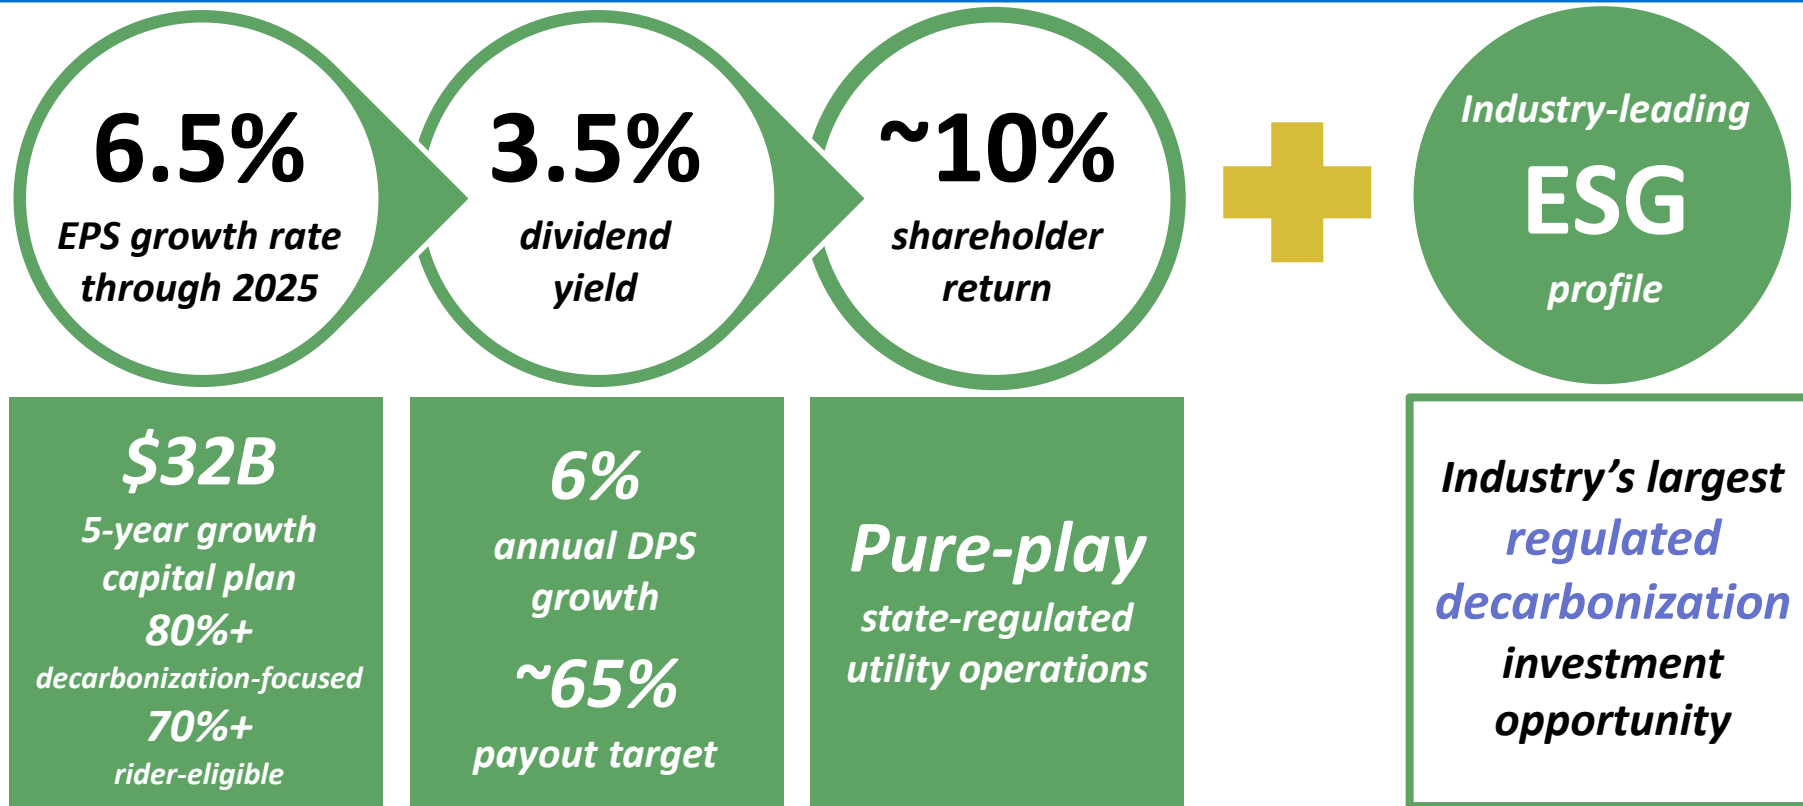 6.5%
EPS growth rate
through 2025
3.5%
dividend
yield
~10%
shareholder
return
Industry-leading
ESG
profile
$32B
5-year growth
capital plan
80%+
decarbonization-focused
70%+
rider-eligible
6%
annual DPS
growth
~65%
payout target
Pure-play
state-regulated
utility operations
Industry’s largest
regulated
decarbonization
investment
opportunity